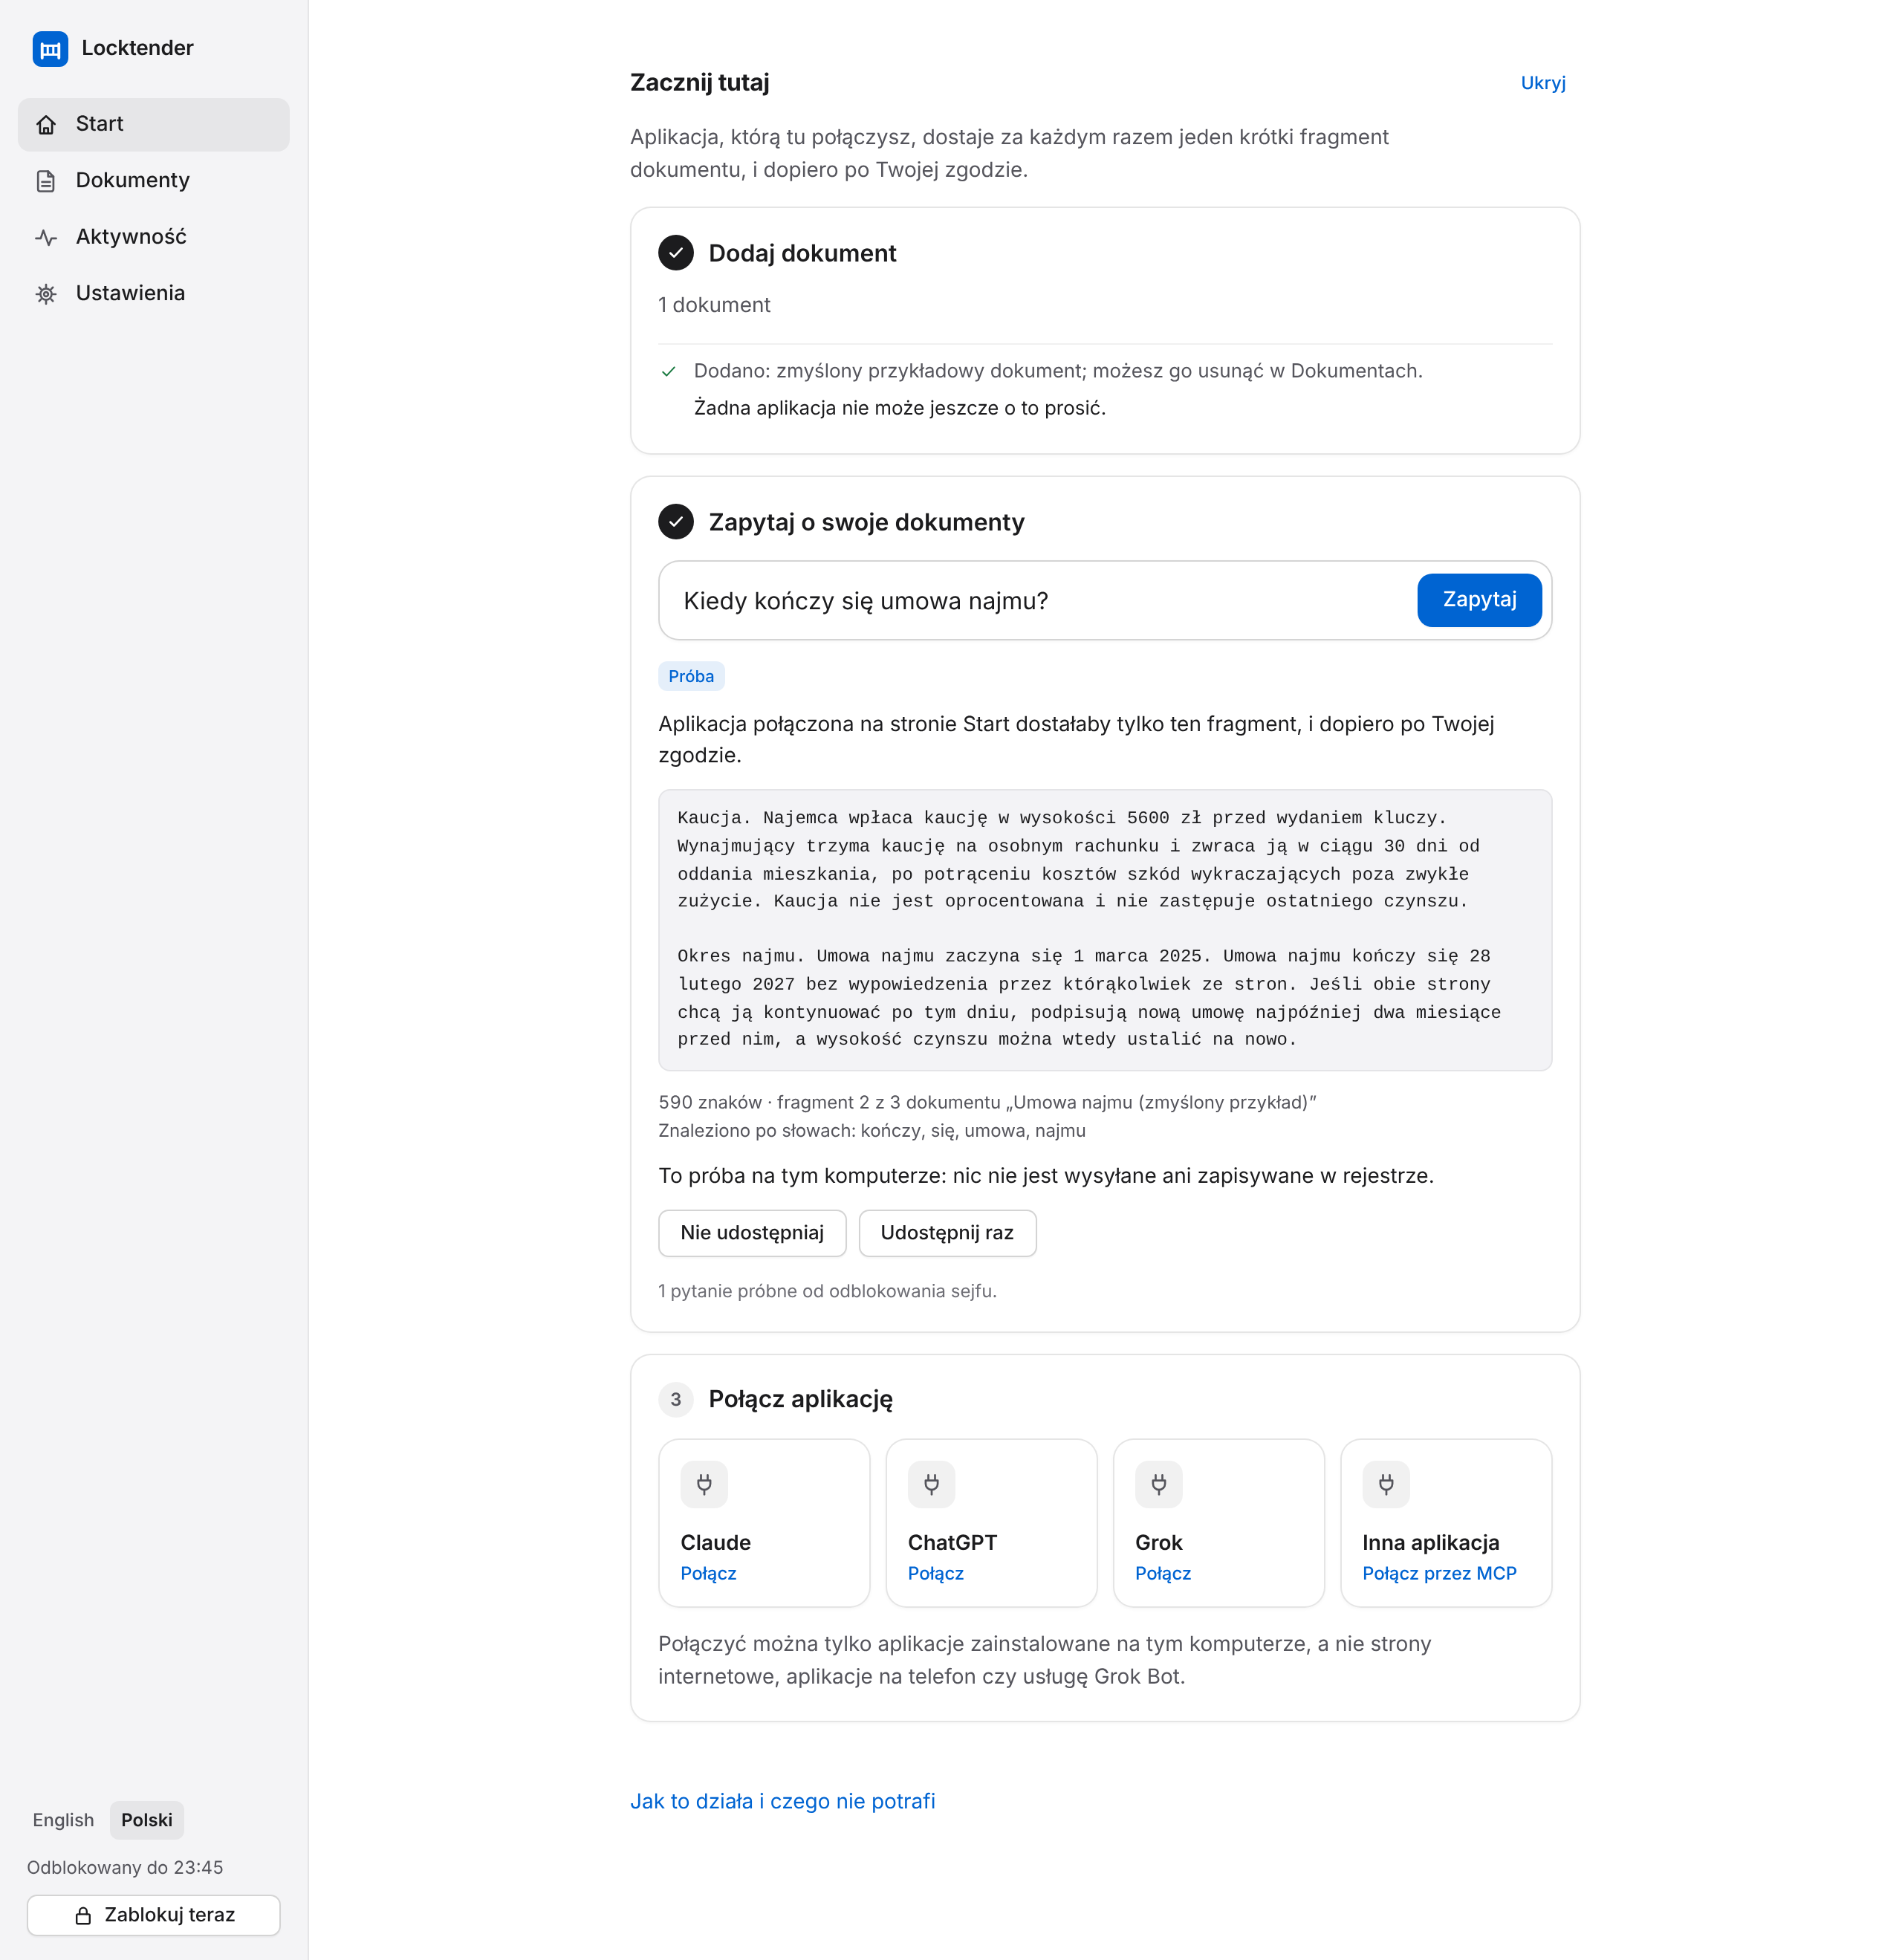 Locktender
Start
Dokumenty
Aktywność
Ustawienia
Zacznij tutaj
Ukryj
Aplikacja, którą tu połączysz, dostaje za każdym razem jeden krótki fragment
dokumentu, i dopiero po Twojej zgodzie.
Dodaj dokument
1 dokument
Dodano: zmyślony przykładowy dokument; możesz go usunąć w Dokumentach.
Żadna aplikacja nie może jeszcze o to prosić.
Zapytaj o swoje dokumenty
Kiedy kończy się umowa najmu?
Zapytaj
Próba
Aplikacja połączona na stronie Start dostałaby tylko ten fragment, i dopiero po Twojej
zgodzie.
Kaucja. Najemca wpłaca kaucję w wysokości 5600 zł przed wydaniem kluczy.
Wynajmujący trzyma kaucję na osobnym rachunku i zwraca ją w ciągu 30 dni od
oddania mieszkania, po potrąceniu kosztów szkód wykraczających poza zwykłe
zużycie. Kaucja nie jest oprocentowana i nie zastępuje ostatniego czynszu.
Okres najmu. Umowa najmu zaczyna się 1 marca 2025. Umowa najmu kończy się 28
lutego 2027 bez wypowiedzenia przez którąkolwiek ze stron. Jeśli obie strony
chcą ją kontynuować po tym dniu, podpisują nową umowę najpóźniej dwa miesiące
przed nim, a wysokość czynszu można wtedy ustalić na nowo.
590 znaków · fragment 2 z 3 dokumentu „Umowa najmu (zmyślony przykład)”
Znaleziono po słowach: kończy, się, umowa, najmu
To próba na tym komputerze: nic nie jest wysyłane ani zapisywane w rejestrze.
Nie udostępniaj
Udostępnij raz
1 pytanie próbne od odblokowania sejfu.
3
Połącz aplikację
Claude
Połącz
ChatGPT
Połącz
Grok
Połącz
Inna aplikacja
Połącz przez MCP
Połączyć można tylko aplikacje zainstalowane na tym komputerze, a nie strony
internetowe, aplikacje na telefon czy usługę Grok Bot.
Jak to działa i czego nie potrafi
English
Polski
Odblokowany do 23:45
Zablokuj teraz